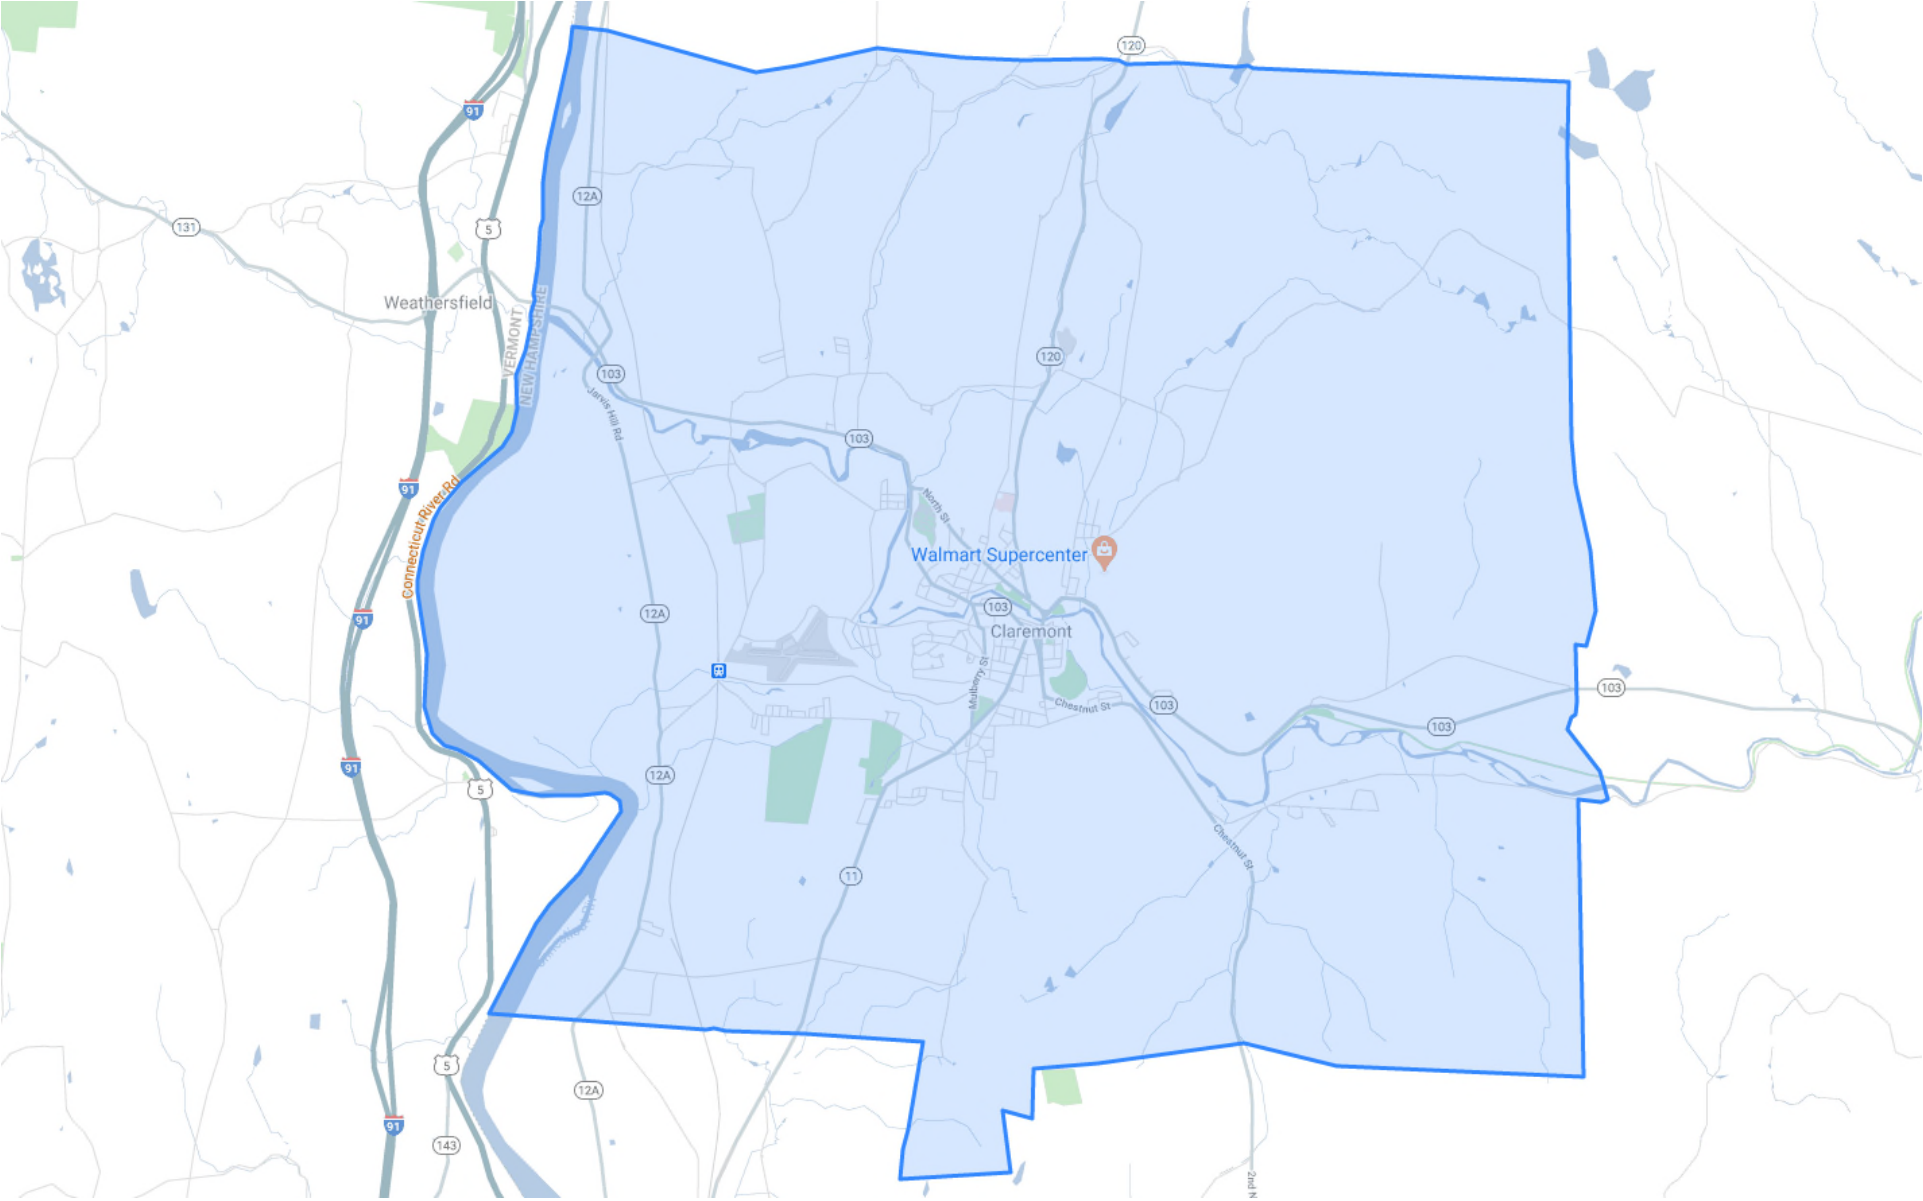 120
91
12A
131
5
Weathersfield
VERMONT
NEW HAMPSHIRE
120
103
Jarvis Hill Rd
103
91
Connecticut River Rd
North St
Walmart Supercenter
91
12A
103
Claremont
Mulberry St
Chestnut St
103
103
103
91
12A
5
Chestnut St
11
5
12A
91
143
2nd N